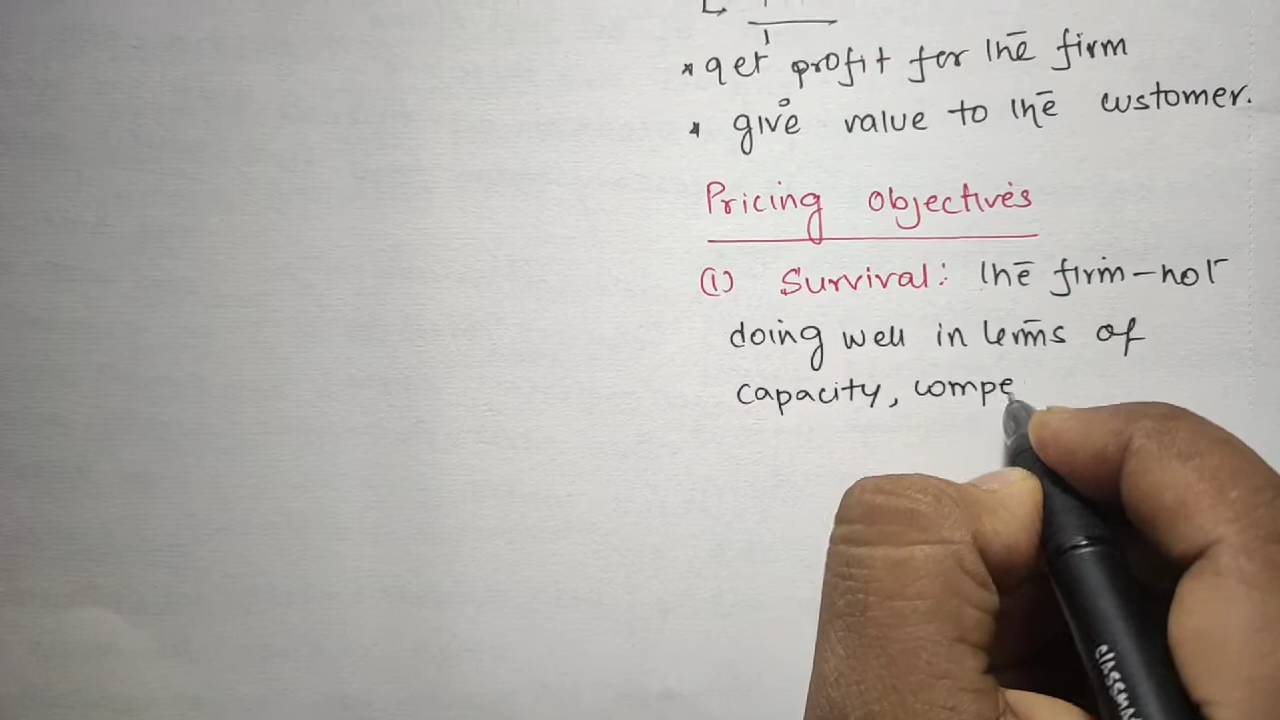 * get profit for the firm
* give value to the customer.
Pricing Objectives
(1) Survival: the firm-not
doing well in terms of
capacity, compe